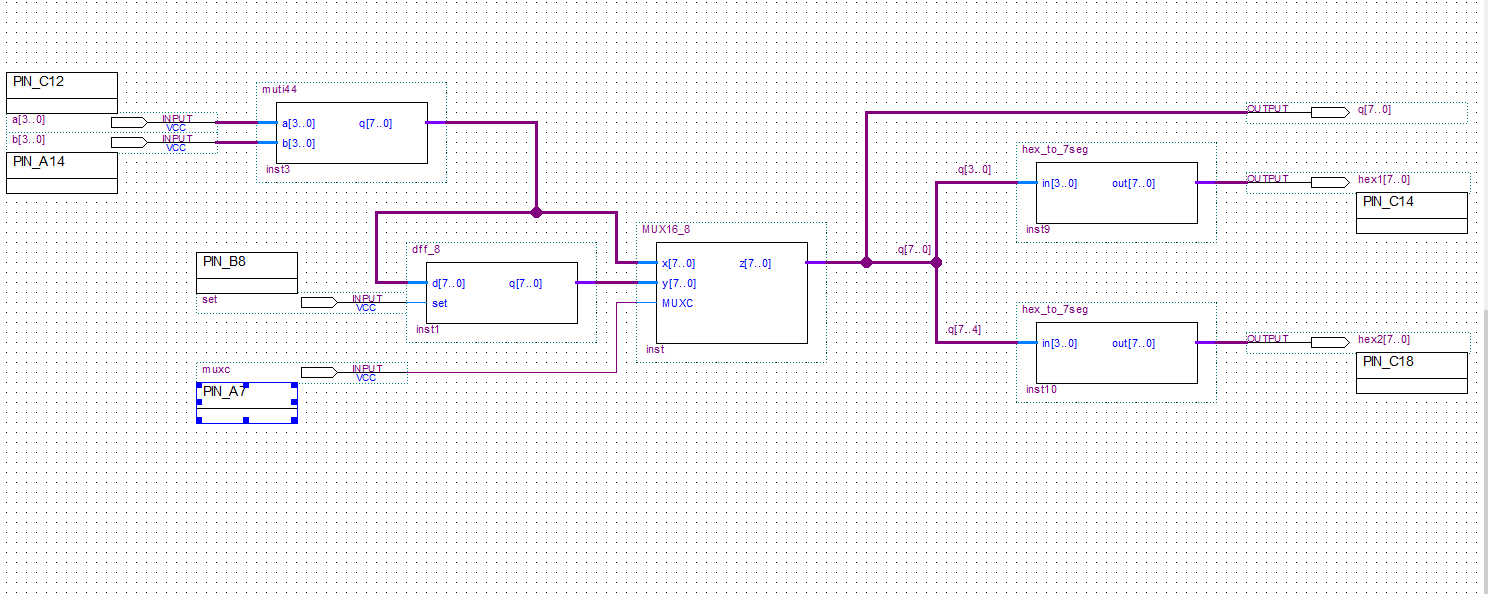 PIN_C12
a[3..0] INPUT
VCC
b[3..0] INPUT
VCC
PIN_A14
muti44
a[3..0] q[7..0]
b[3..0]
inst3
PIN_B8
set INPUT
VCC
dff_8
d[7..0] q[7..0]
set
inst1
muxc INPUT
VCC
PIN_A7
MUX16_8
x[7..0] z[7..0]
y[7..0]
MUXC
inst
q[7..0]
q[3..0]
q[7..4]
OUTPUT q[7..0]
hex_to_7seg
in[3..0] out[7..0]
inst9
OUTPUT hex1[7..0]
PIN_C14
hex_to_7seg
in[3..0] out[7..0]
inst10
OUTPUT hex2[7..0]
PIN_C18